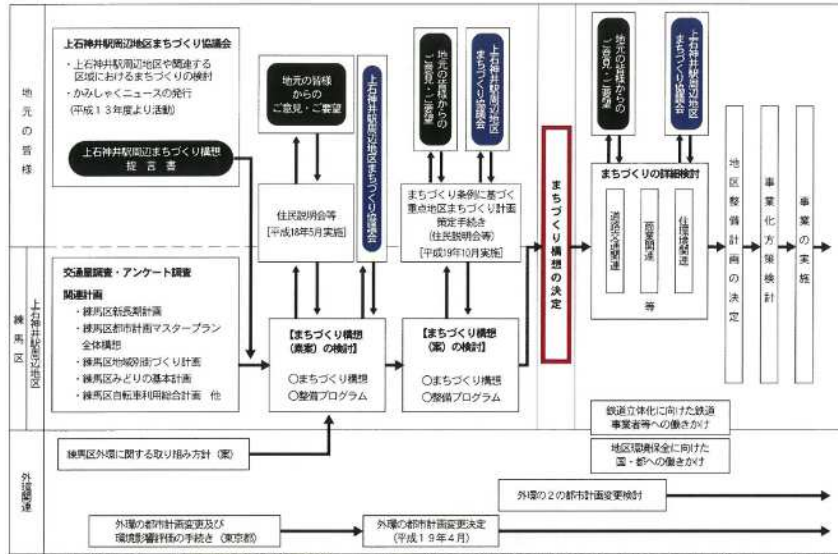 地元の皆様
上石神井駅周辺地区まちづくり協議会
・上石神井駅周辺地区や関連する
区域におけるまちづくりの検討
・かみしゃくニュースの発行
(平成13年度より活動)
上石神井駅周辺まちづくり構想
提言書
地元の皆様
からの
ご意見・ご要望
上石神井駅周辺地区まちづくり協議会
住民説明会等
[平成18年5月実施]
地元の皆様からの
ご意見・ご要望
上石神井駅周辺地区
まちづくり協議会
まちづくり条例に基づく
重点地区まちづくり計画
策定手続き
(住民説明会等)
[平成19年10月実施]
まちづくり構想の決定
地元の皆様からの
ご意見・ご要望
上石神井駅周辺地区
まちづくり協議会
まちづくりの詳細検討
道路交通関連
商業関連
住環境関連
等
地区整備計画の決定
事業化方策検討
事業の実施
練馬区
上石神井駅周辺地区
交通量調査・アンケート調査
関連計画
・練馬区新長期計画
・練馬区都市計画マスタープラン
全体構想
・練馬区地域別街づくり計画
・練馬区みどりの基本計画
・練馬区自転車利用総合計画 他
【まちづくり構想
(素案)の検討】
○まちづくり構想
○整備プログラム
【まちづくり構想
(案)の検討】
○まちづくり構想
○整備プログラム
鉄道立体化に向けた鉄道
事業者等への働きかけ
地区環境保全に向けた
国・都への働きかけ
外環関連
練馬区外環に関する取り組み方針(案)
外環の2の都市計画変更検討
外環の都市計画変更及び
環境影響評価の手続き(東京都)
外環の都市計画変更決定
(平成19年4月)